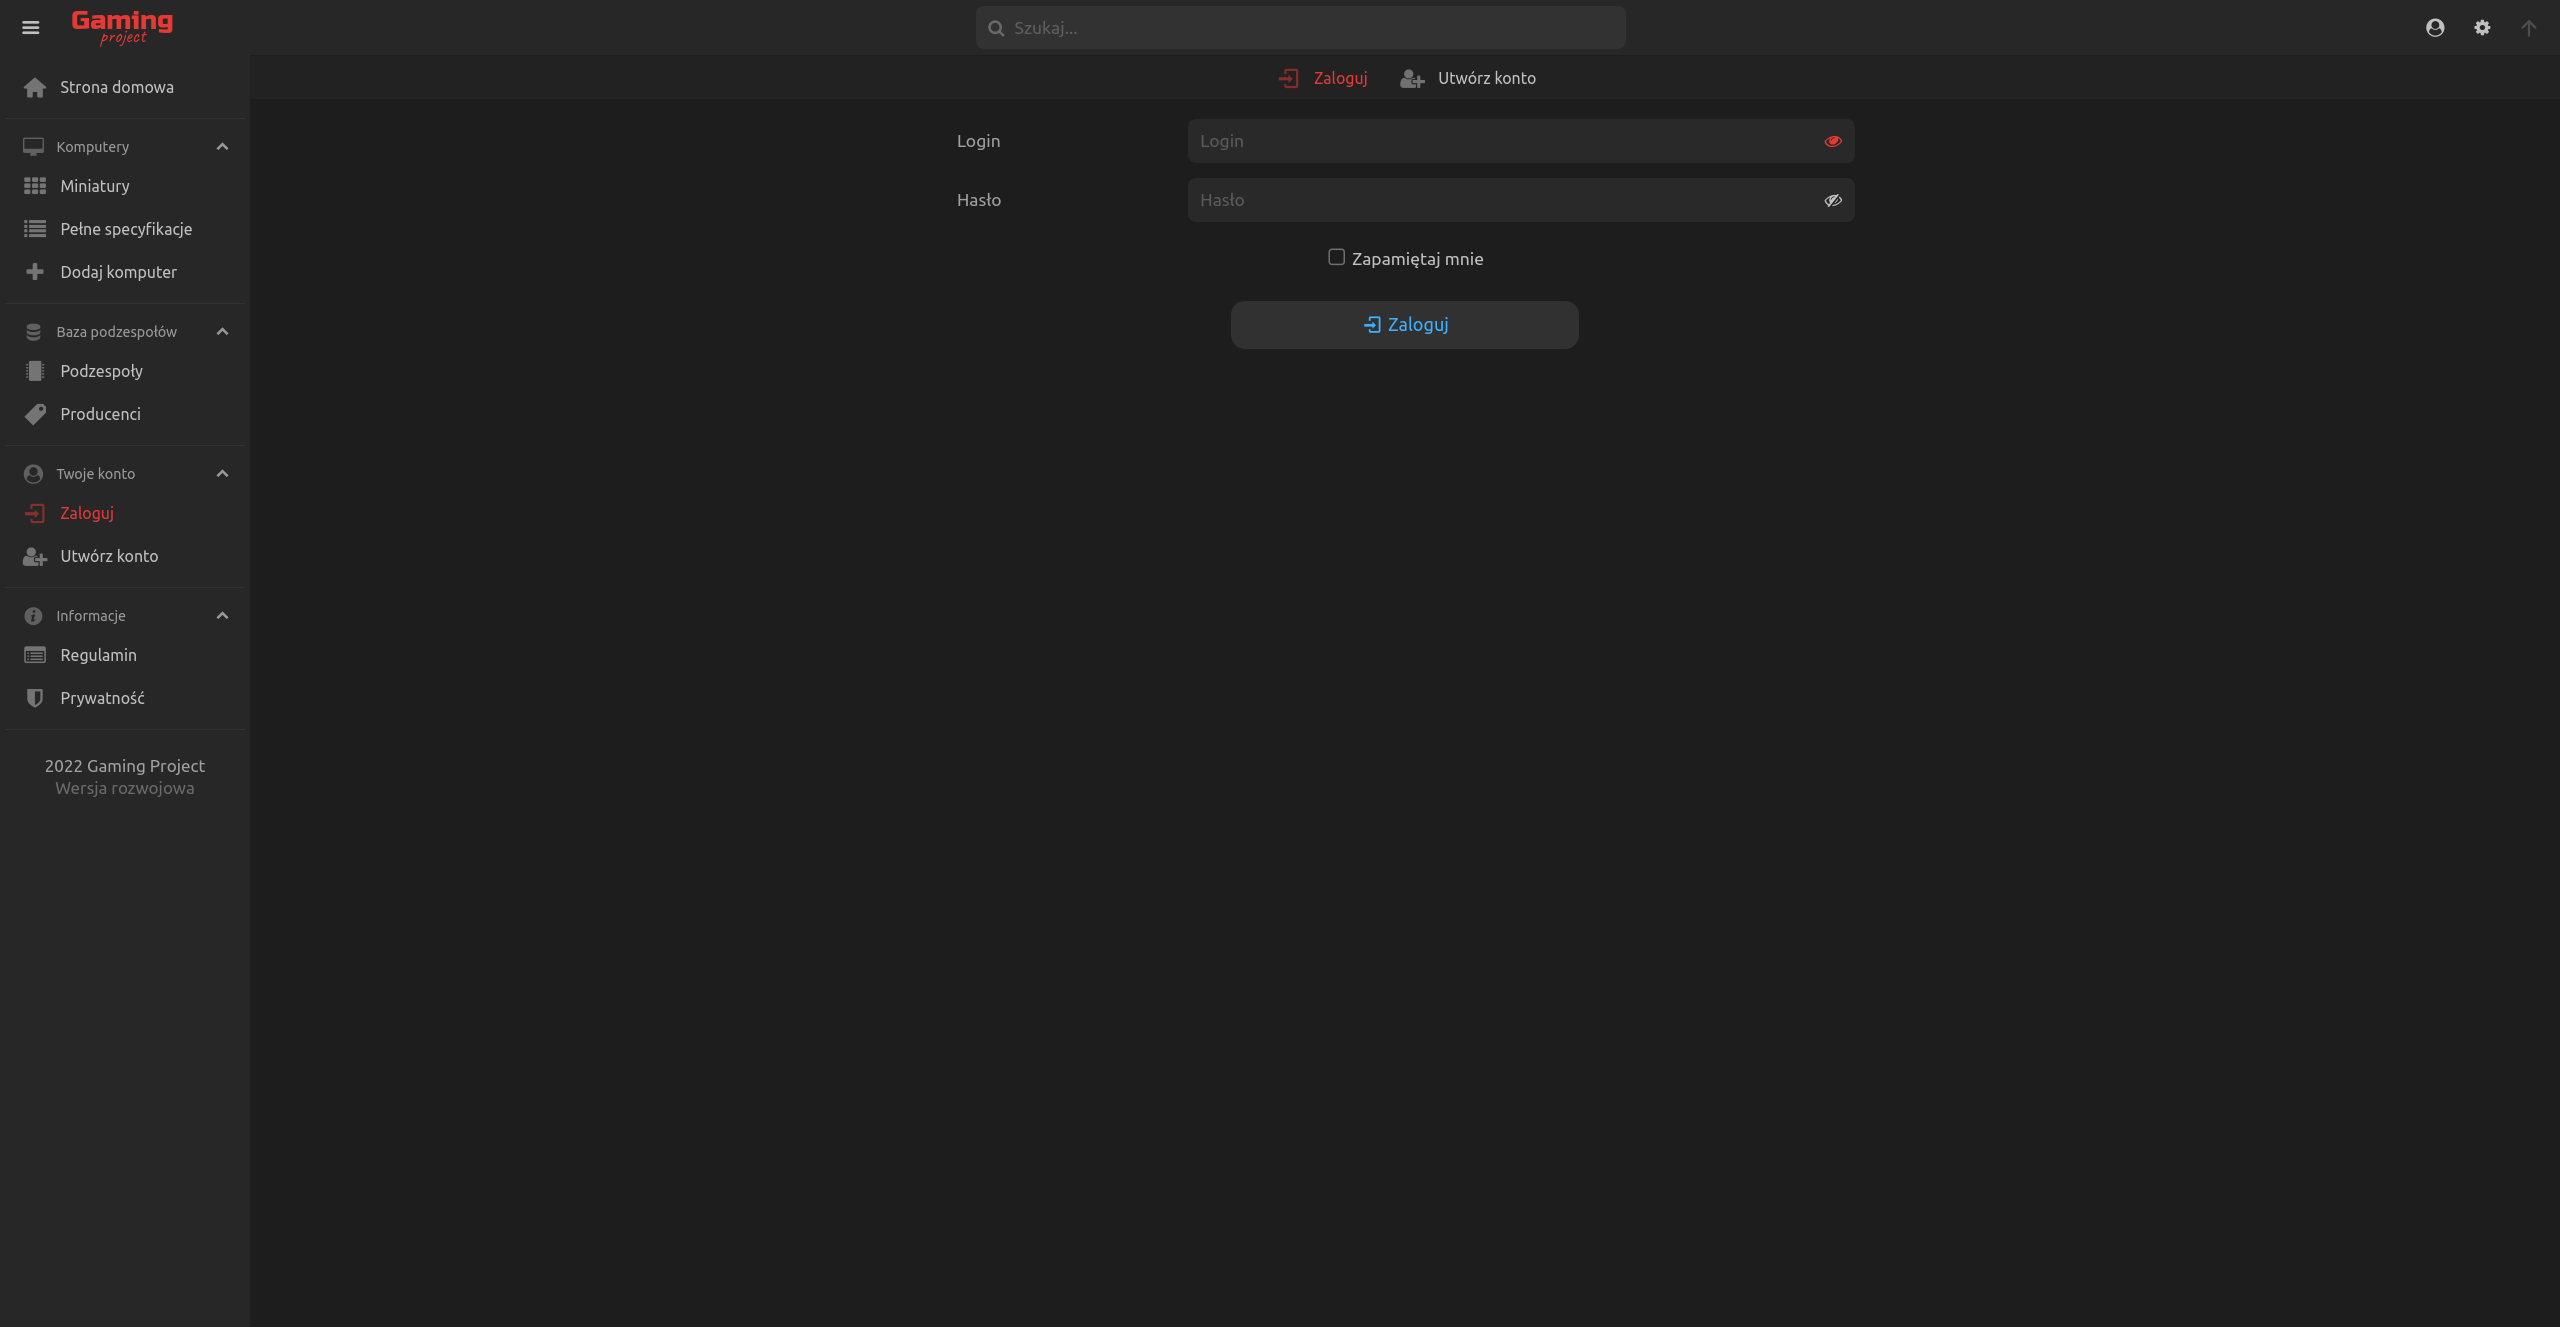 Gaming
project
Szukaj...
Strona domowa
Komputery
Miniatury
Pełne specyfikacje
Dodaj komputer
Baza podzespołów
Podzespoły
Producenci
Twoje konto
Zaloguj
Utwórz konto
Informacje
Regulamin
Prywatność
2022 Gaming Project
Wersja rozwojowa
Zaloguj Utwórz konto
Login Login
Hasło Hasło
Zapamiętaj mnie
Zaloguj